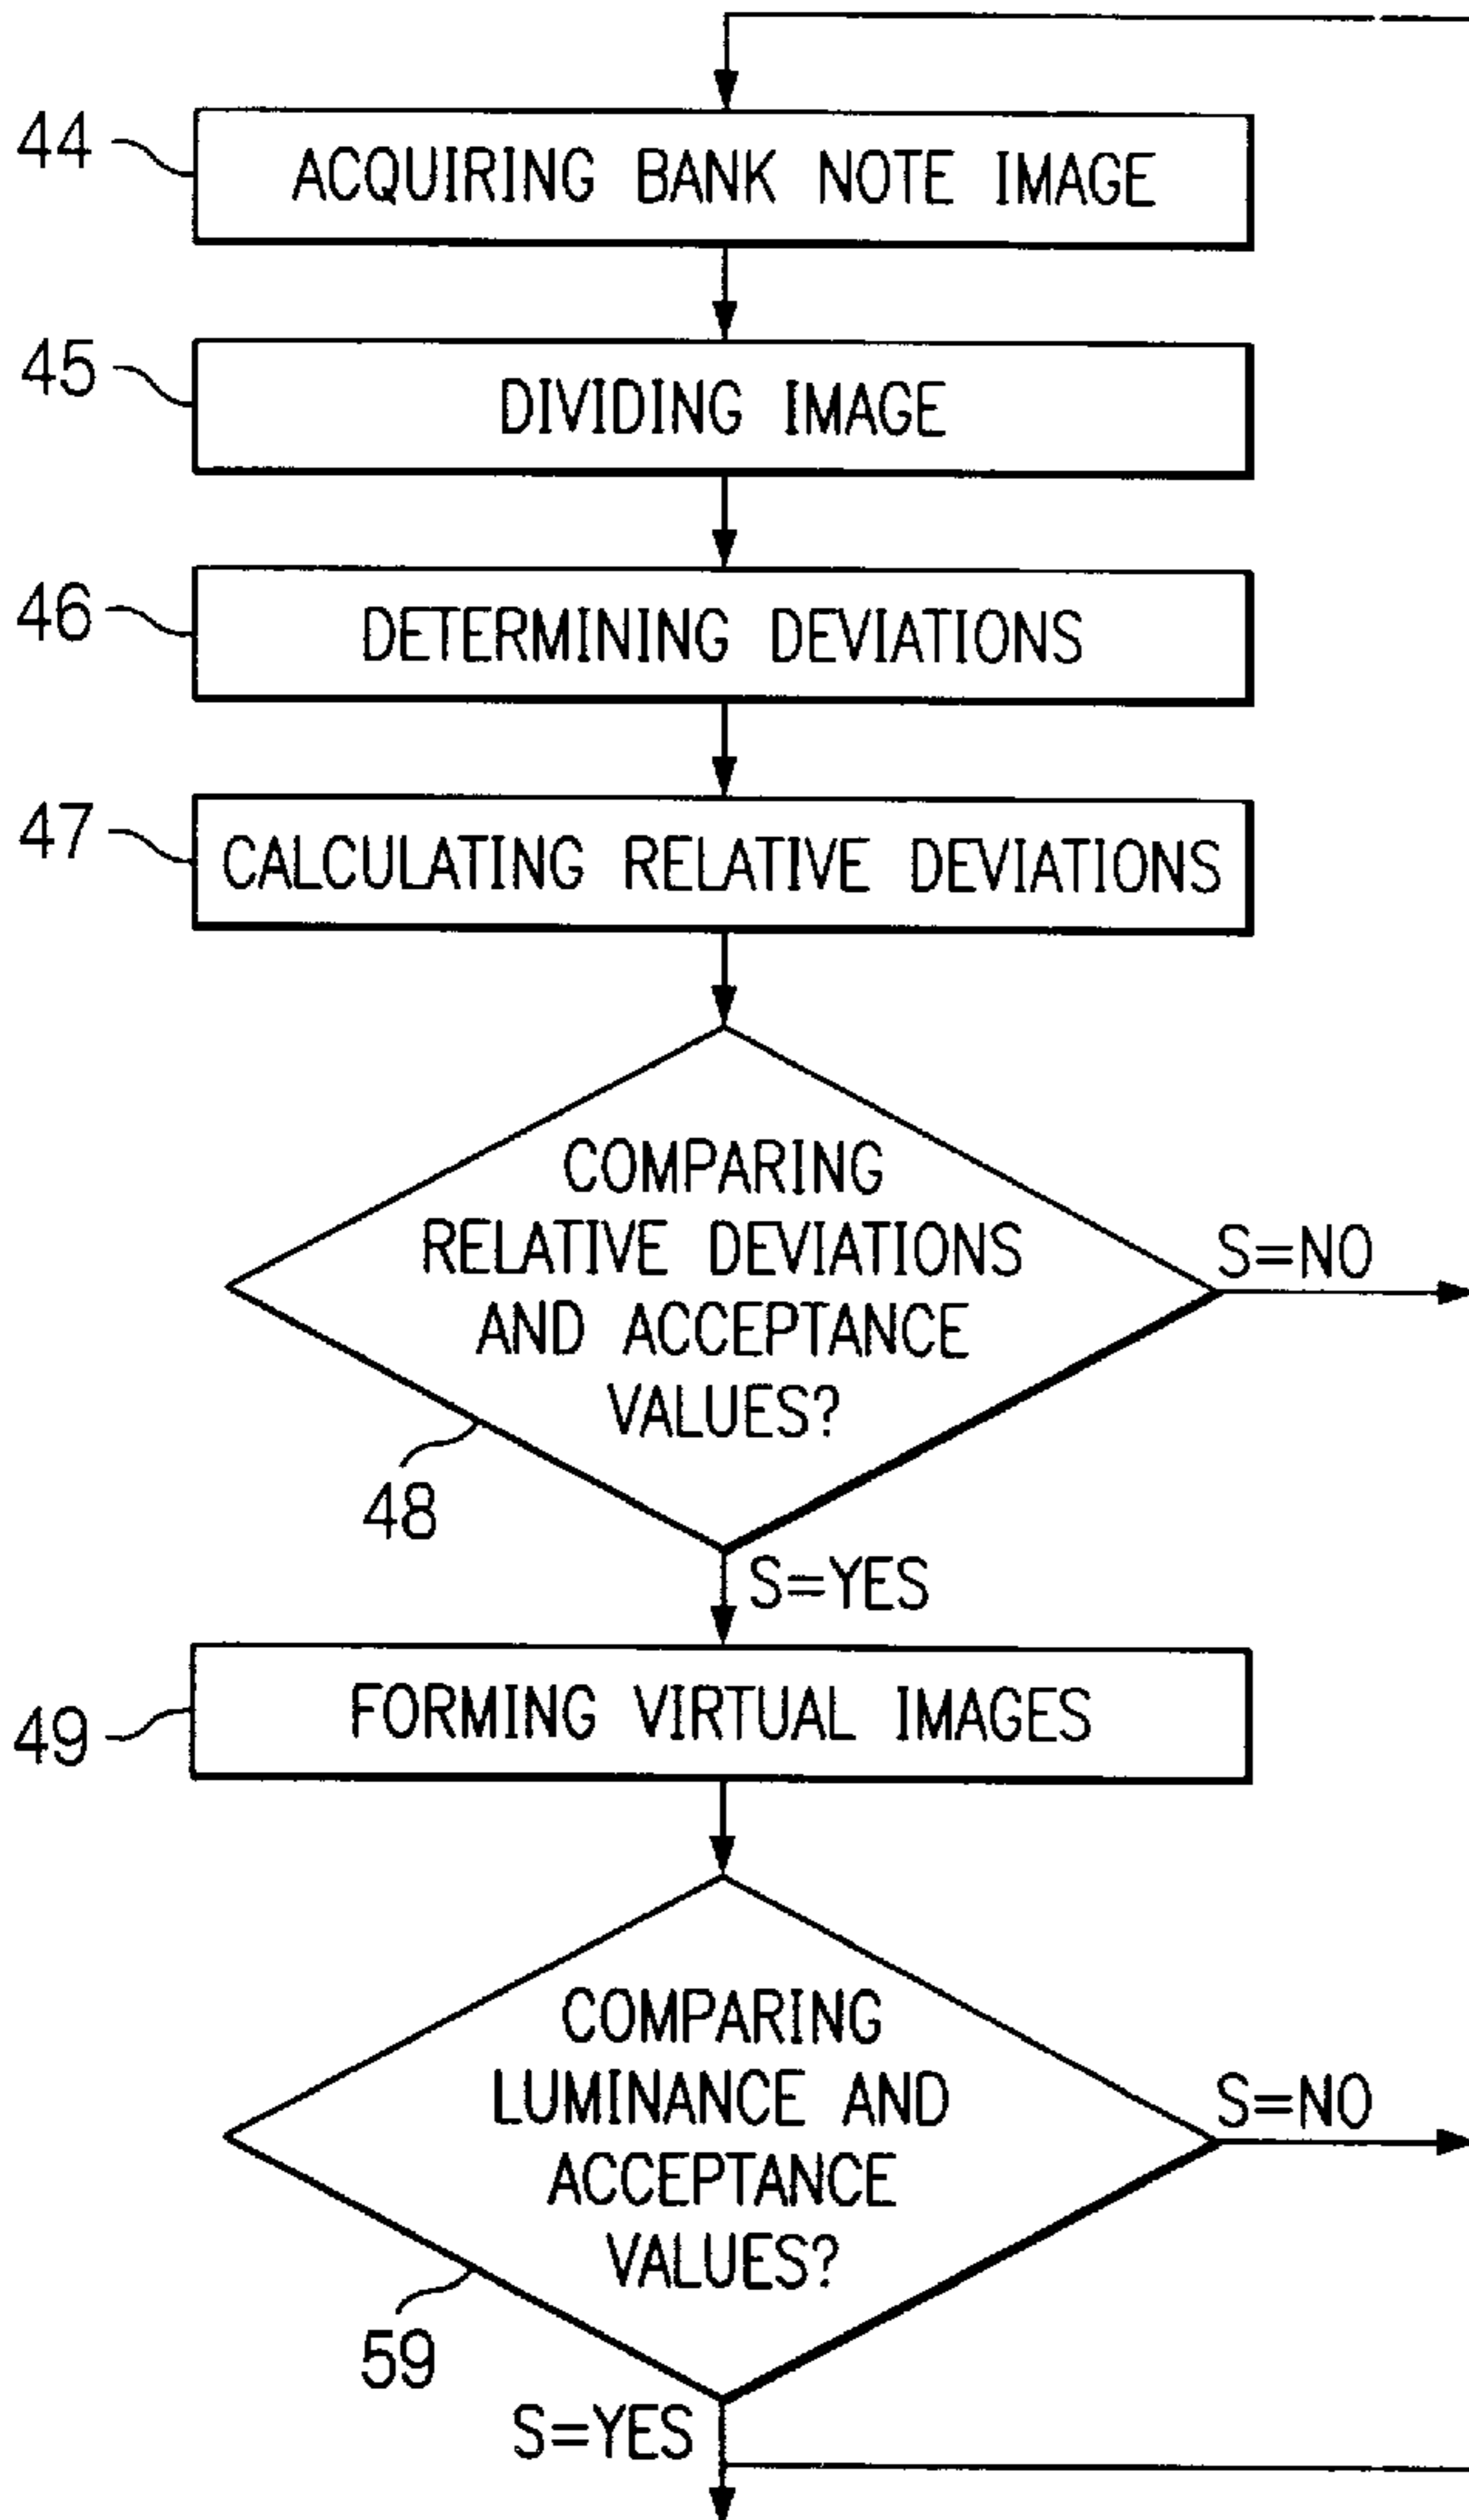 44
ACQUIRING BANK NOTE IMAGE
45
DIVIDING IMAGE
46
DETERMINING DEVIATIONS
47
CALCULATING RELATIVE DEVIATIONS
COMPARING
RELATIVE DEVIATIONS
AND ACCEPTANCE
VALUES?
S=NO
48
S=YES
49
FORMING VIRTUAL IMAGES
COMPARING
LUMINANCE AND
ACCEPTANCE
VALUES?
S=NO
59
S=YES